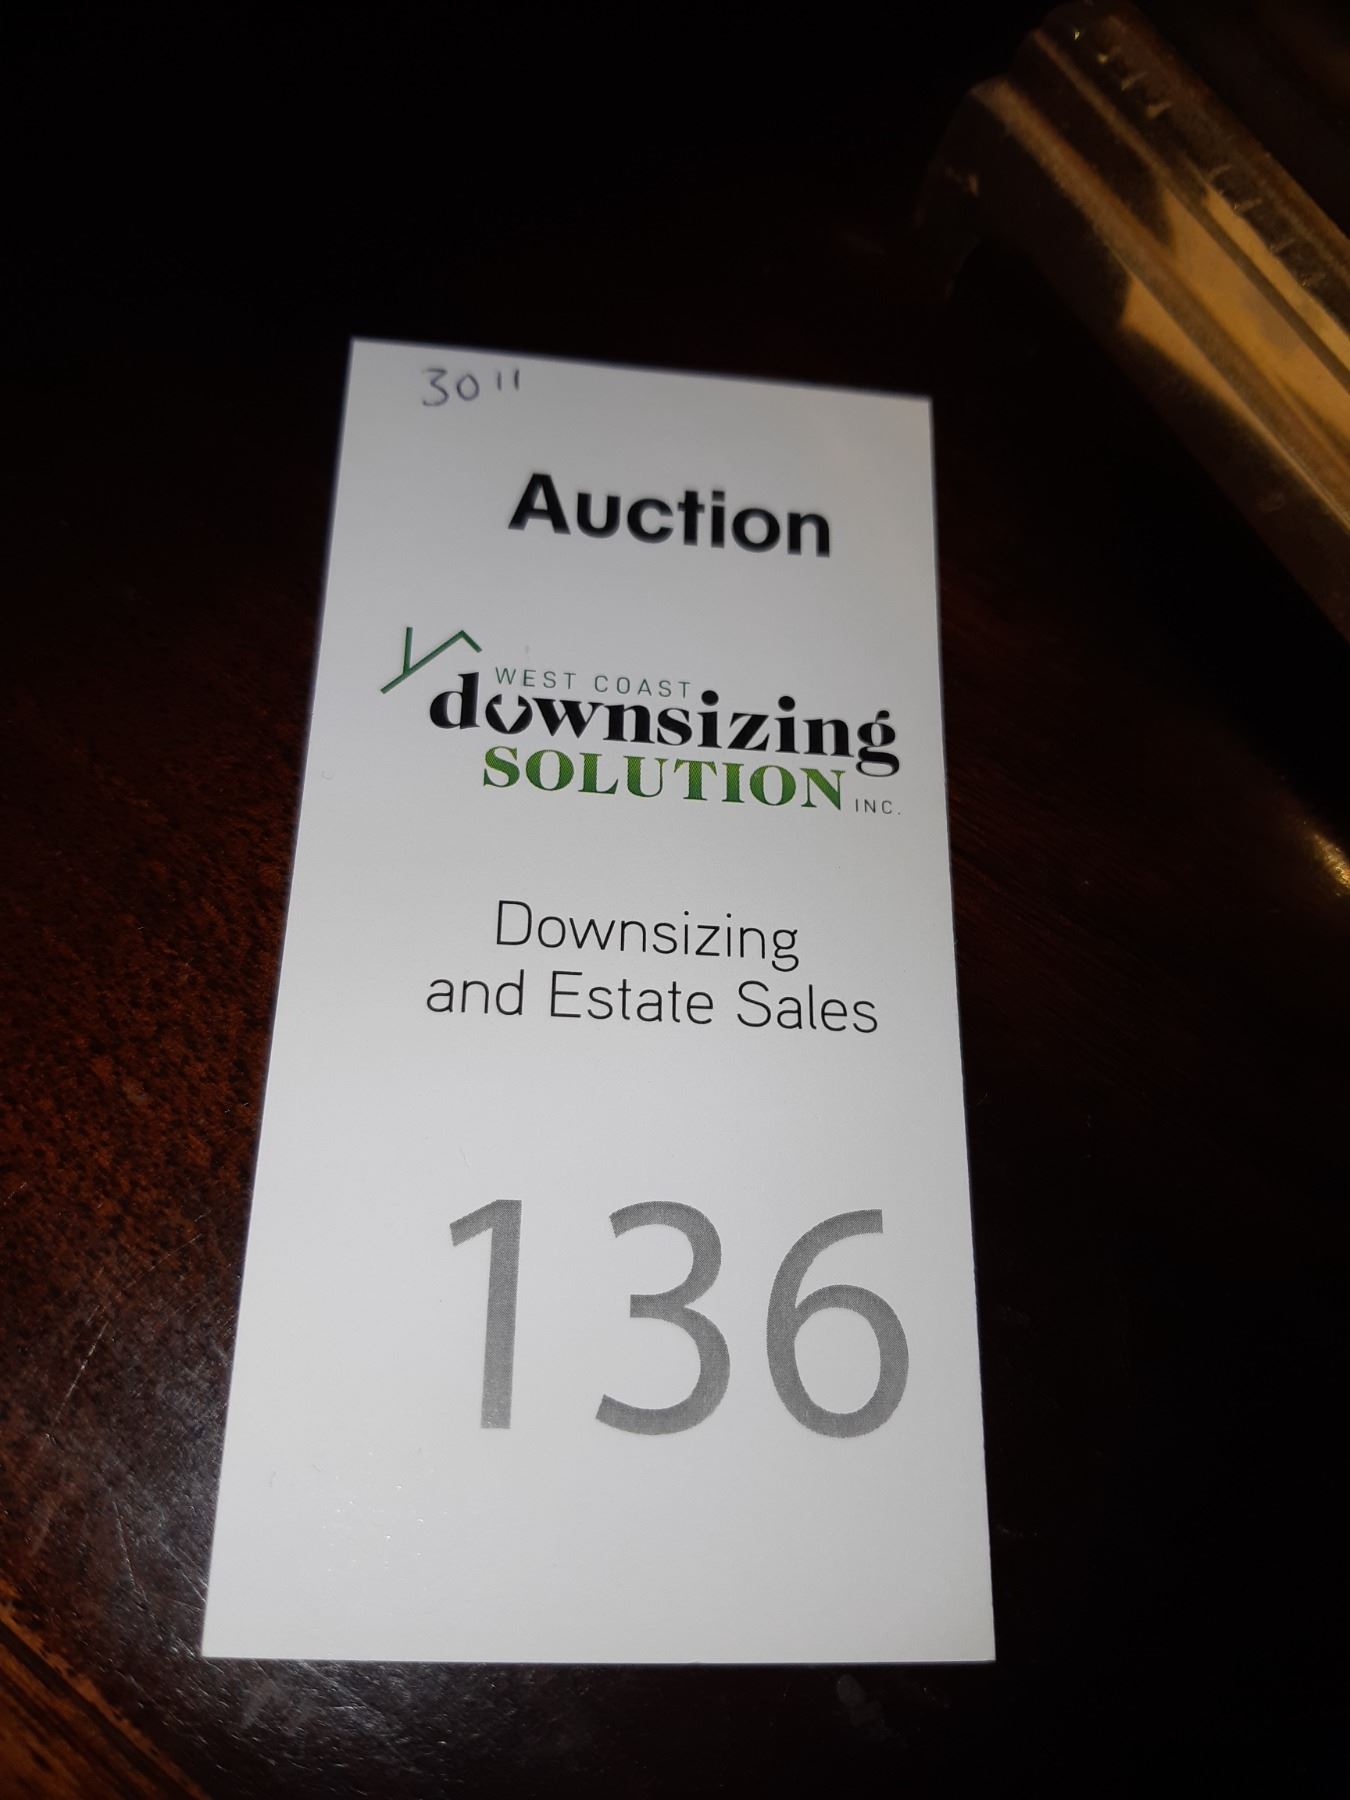 30"
Auction
WEST COAST
downsizing
SOLUTION INC.
Downsizing
and Estate Sales
136